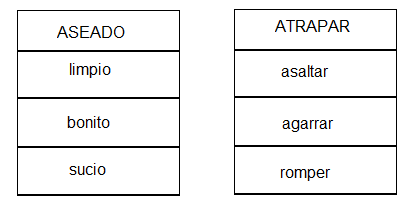 ASEADO
limpio
bonito
sucio
ATRAPAR
asaltar
agarrar
romper